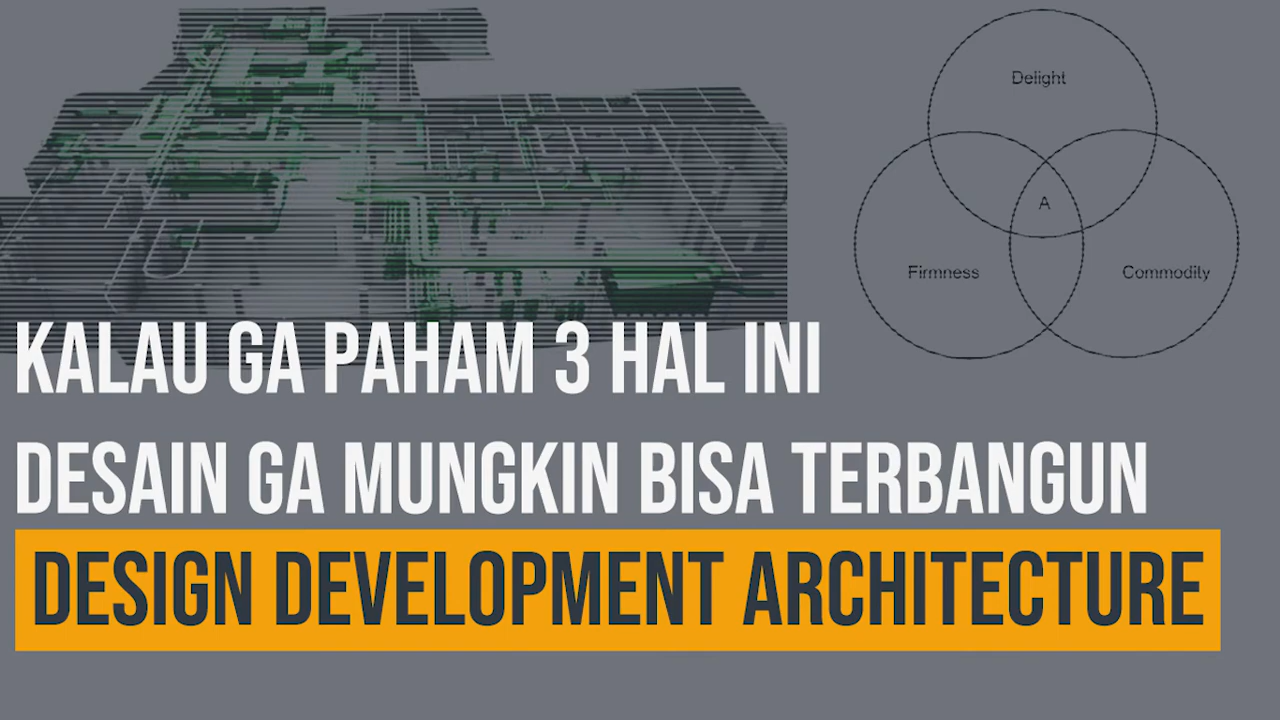 Delight
A
Firmness
Commodity
KALAU GA PAHAM 3 HAL INI
DESAIN GA MUNGKIN BISA TERBANGUN
DESIGN DEVELOPMENT ARCHITECTURE